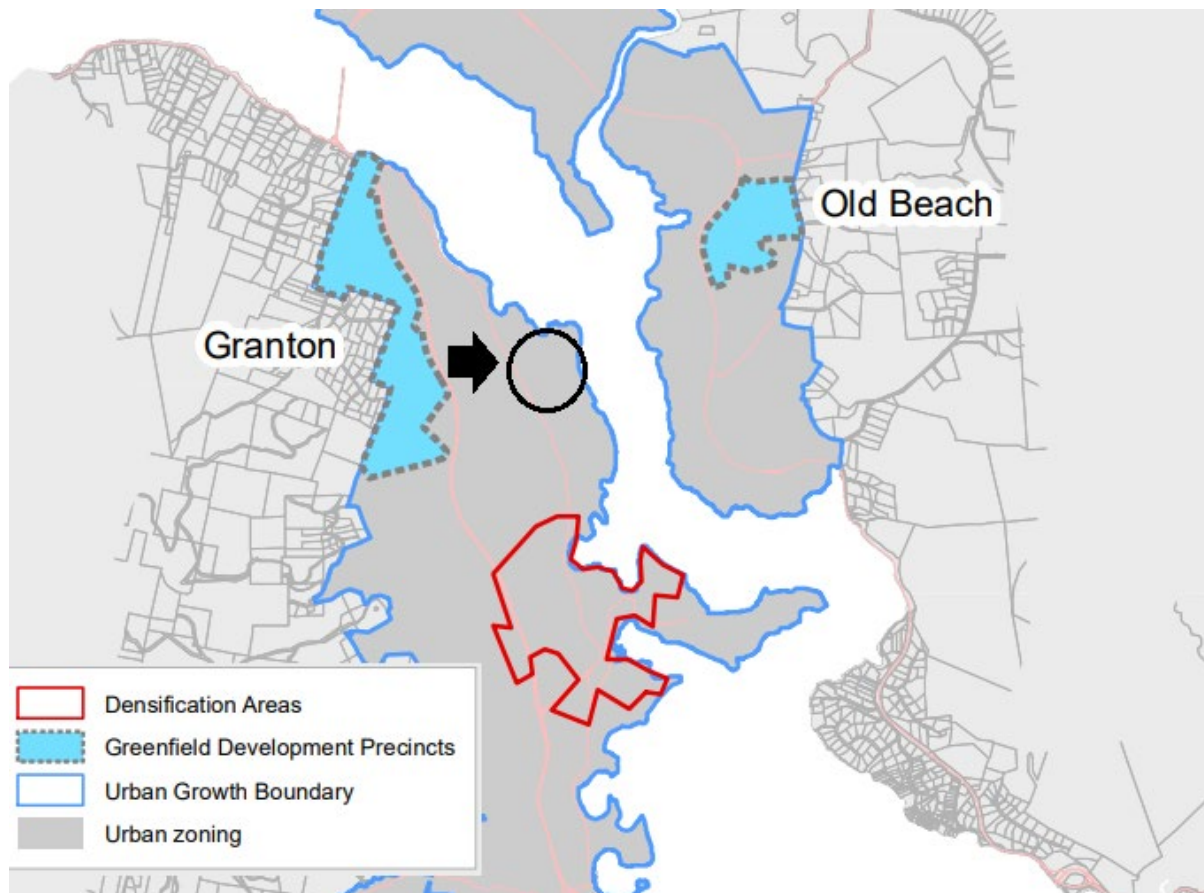 Old Beach
Granton
Densification Areas
Greenfield Development Precincts
Urban Growth Boundary
Urban zoning